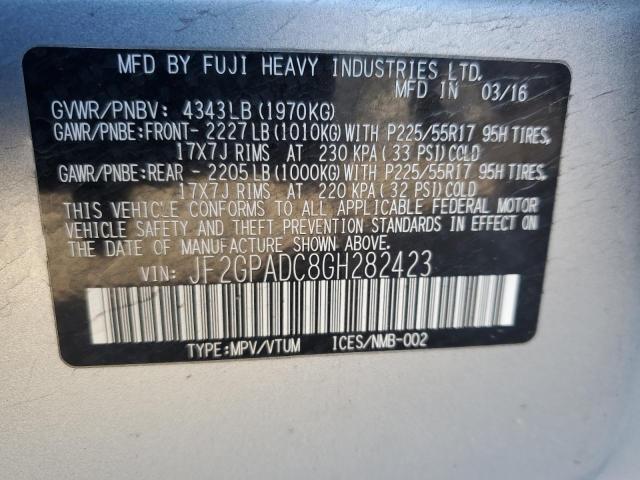 MFD BY FUJI HEAVY INDUSTRIES LTD.
MFD IN 03/16
GVWR/PNBV: 4343LB (1970KG)
GAWR/PNBE:FRONT- 2227LB (1010KG) WITH P225/55R17 95H TIRES,
17X7J RIMS AT 230 KPA (33 PSI) COLD
GAWR/PNBE:REAR - 2205LB (1000KG) WITH P225/55R17 95H TIRES,
17X7J RIMS AT 220 KPA (32 PSI) COLD
THIS VEHICLE CONFORMS TO ALL APPLICABLE FEDERAL MOTOR
VEHICLE SAFETY AND THEFT PREVENTION STANDARDS IN EFFECT ON
THE DATE OF MANUFACTURE SHOWN ABOVE.
VIN: JF2GPADC8GH282423
TYPE:MPV/VTUM ICES/NMB-002